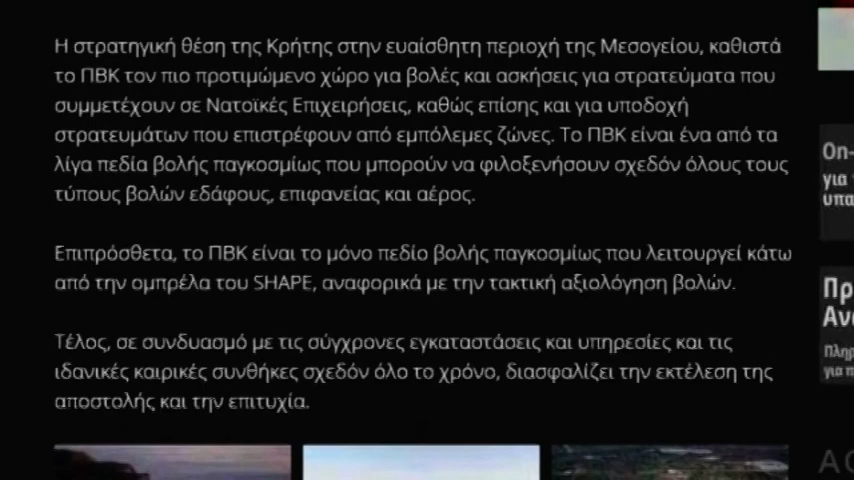 Η στρατηγική θέση της Κρήτης στην ευαίσθητη περιοχή της Μεσογείου, καθιστά
το ΠΒΚ τον πιο προτιμώμενο χώρο για βολές και ασκήσεις για στρατεύματα που
συμμετέχουν σε Νατοϊκές Επιχειρήσεις, καθώς επίσης και για υποδοχή
στρατευμάτων που επιστρέφουν από εμπόλεμες ζώνες. Το ΠΒΚ είναι ένα από τα
λίγα πεδία βολής παγκοσμίως που μπορούν να φιλοξενήσουν σχεδόν όλους τους
τύπους βολών εδάφους, επιφανείας και αέρος.
Επιπρόσθετα, το ΠΒΚ είναι το μόνο πεδίο βολής παγκοσμίως που λειτουργεί κάτω
από την ομπρέλα του SHAPE, αναφορικά με την τακτική αξιολόγηση βολών.
Τέλος, σε συνδυασμό με τις σύγχρονες εγκαταστάσεις και υπηρεσίες και τις
ιδανικές καιρικές συνθήκες σχεδόν όλο το χρόνο, διασφαλίζει την εκτέλεση της
αποστολής και την επιτυχία.
On-
για
υπα
Πρ
Αν
Πληρ
για π